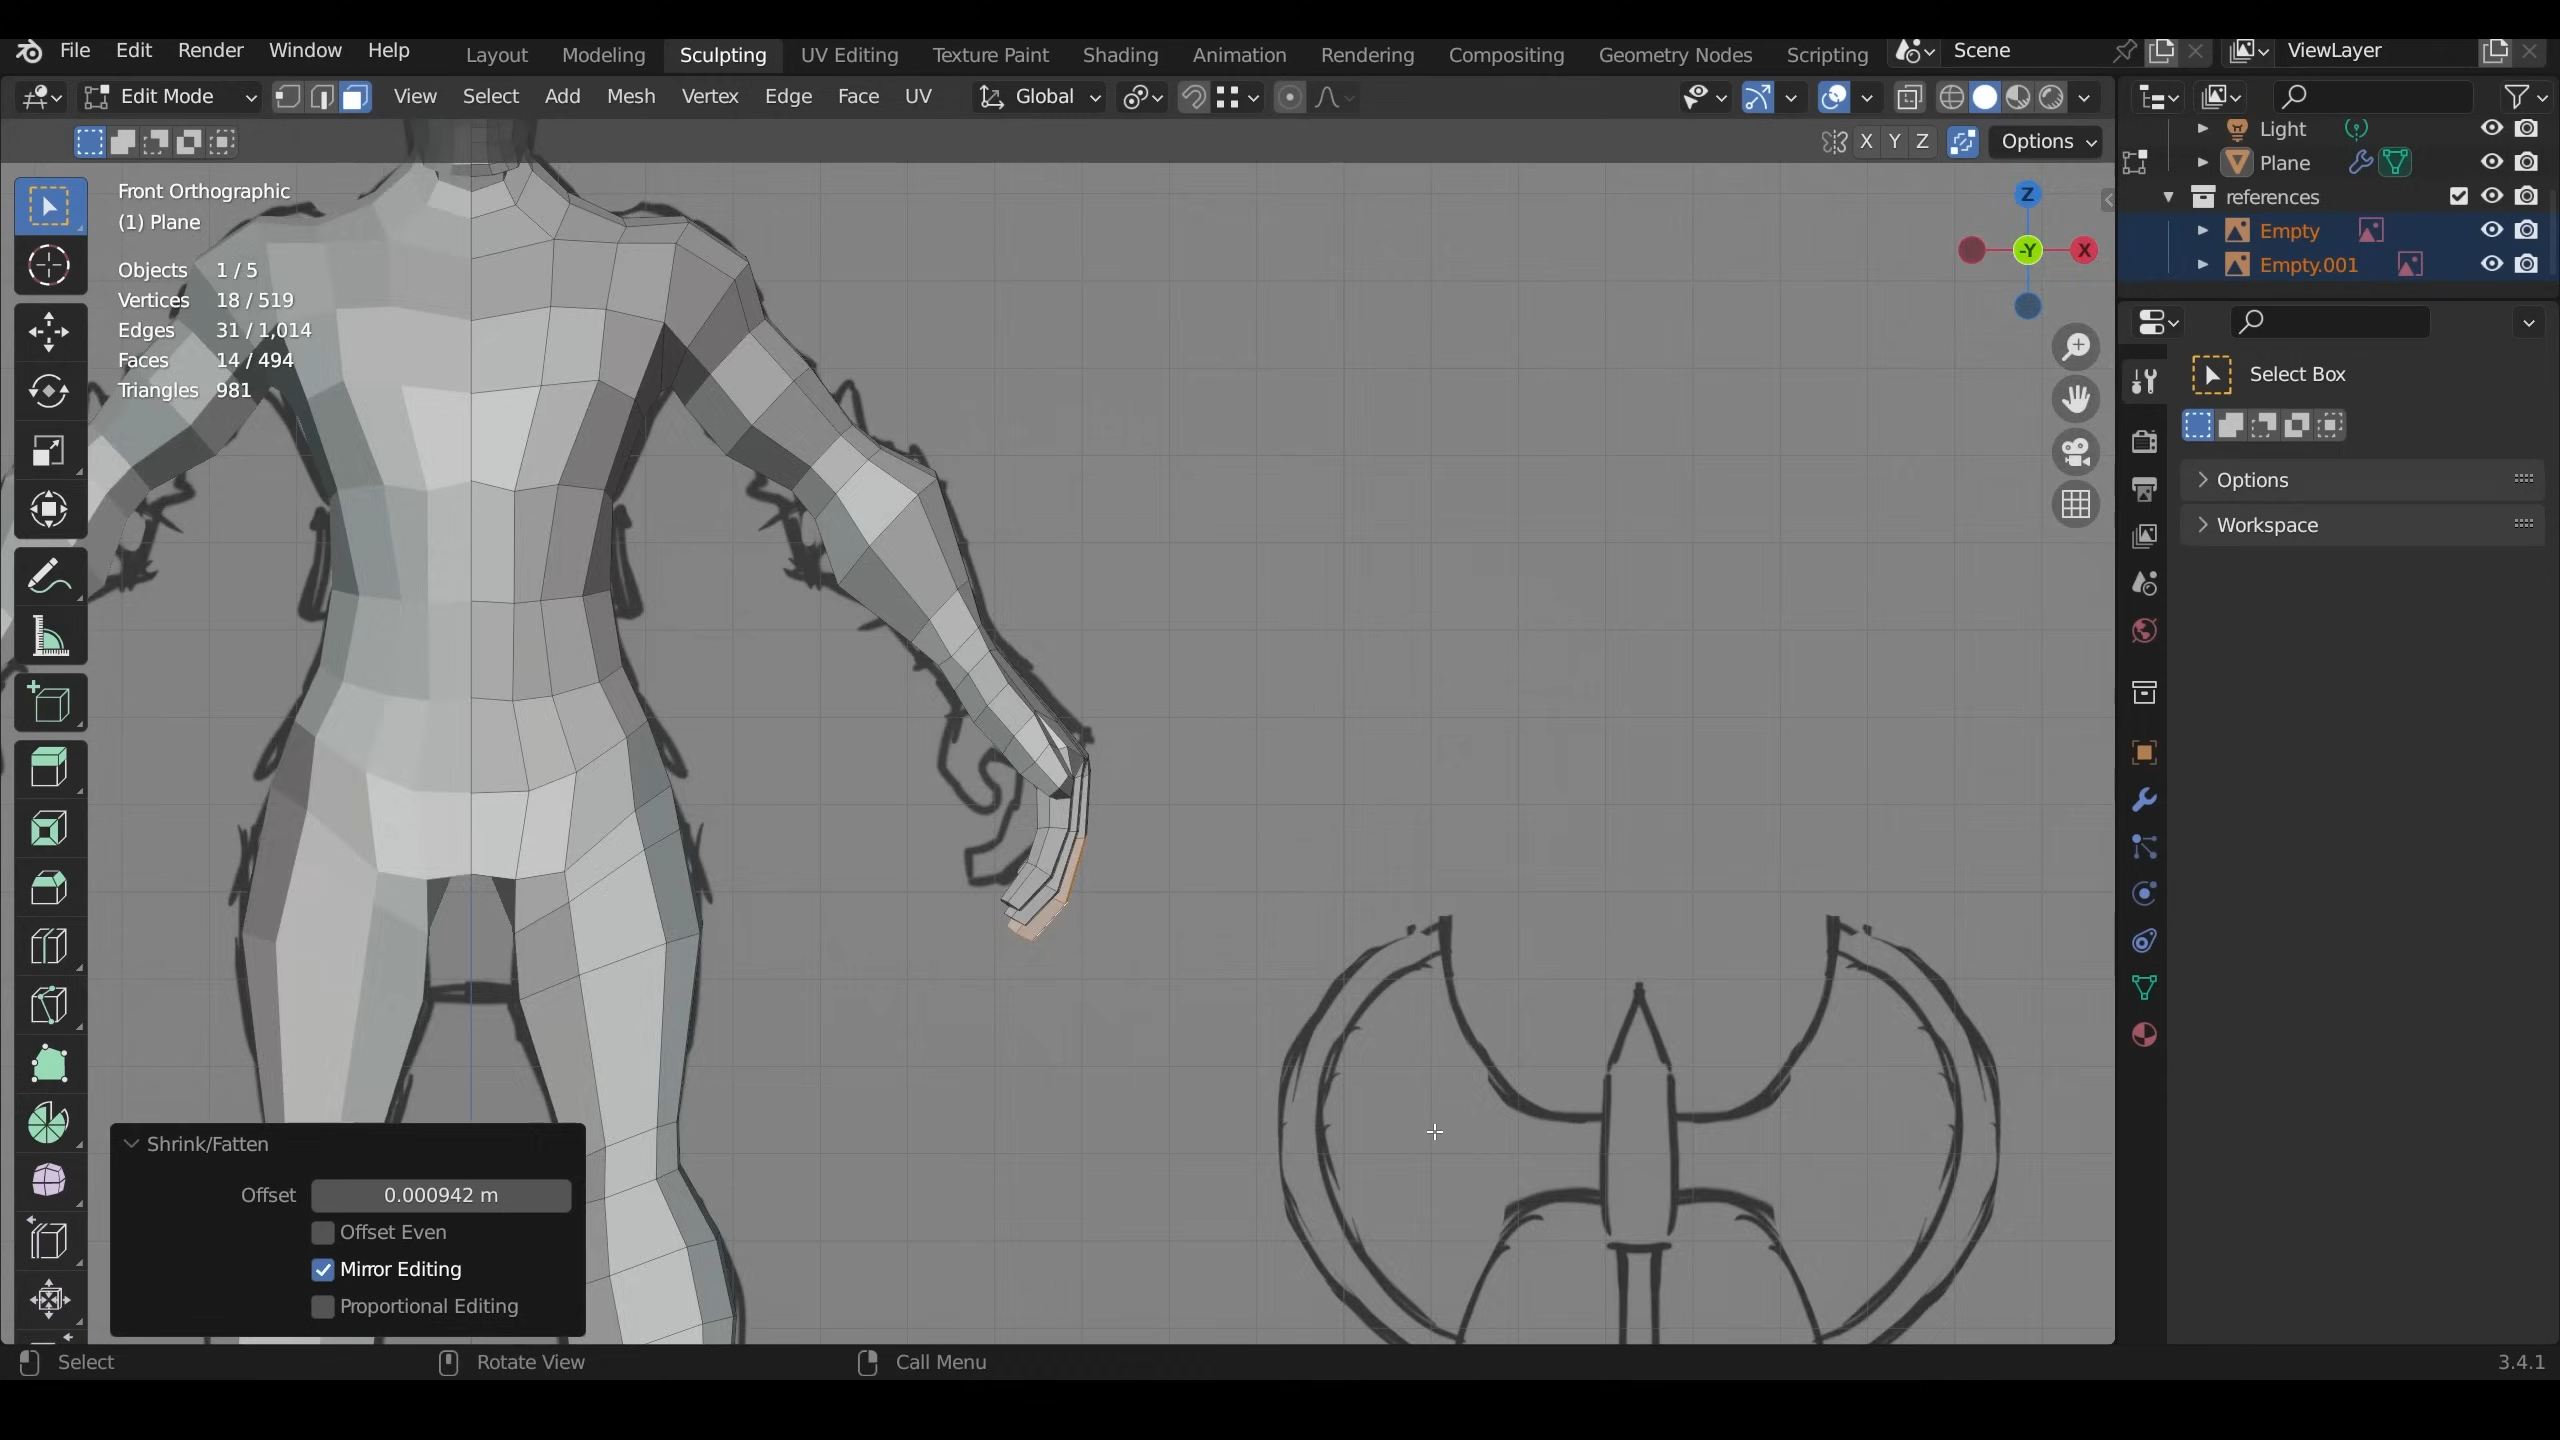 File Edit Render Window Help Layout Modeling Sculpting UV Editing Texture Paint Shading Animation Rendering Compositing Geometry Nodes Scripting Scene ViewLayer
Edit Mode View Select Add Mesh Vertex Edge Face UV Global
X Y Z Options
Light
Plane
references
Empty
Empty.001
Front Orthographic
(1) Plane
Objects 1 / 5
Vertices 18 / 519
Edges 31 / 1,014
Faces 14 / 494
Triangles 981
Z
-Y
X
Select Box
Options
Workspace
Shrink/Fatten
Offset 0.000942 m
Offset Even
Mirror Editing
Proportional Editing
Select Rotate View Call Menu 3.4.1